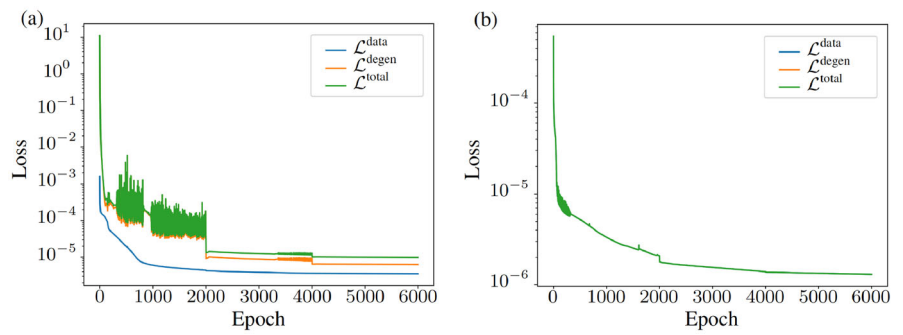 (a)
10^1
10^0
10^-1
10^-2
10^-3
10^-4
10^-5
Loss
ℒ^data
ℒ^degen
ℒ^total
0 1000 2000 3000 4000 5000 6000
Epoch
(b)
10^-4
10^-5
10^-6
Loss
ℒ^data
ℒ^degen
ℒ^total
0 1000 2000 3000 4000 5000 6000
Epoch